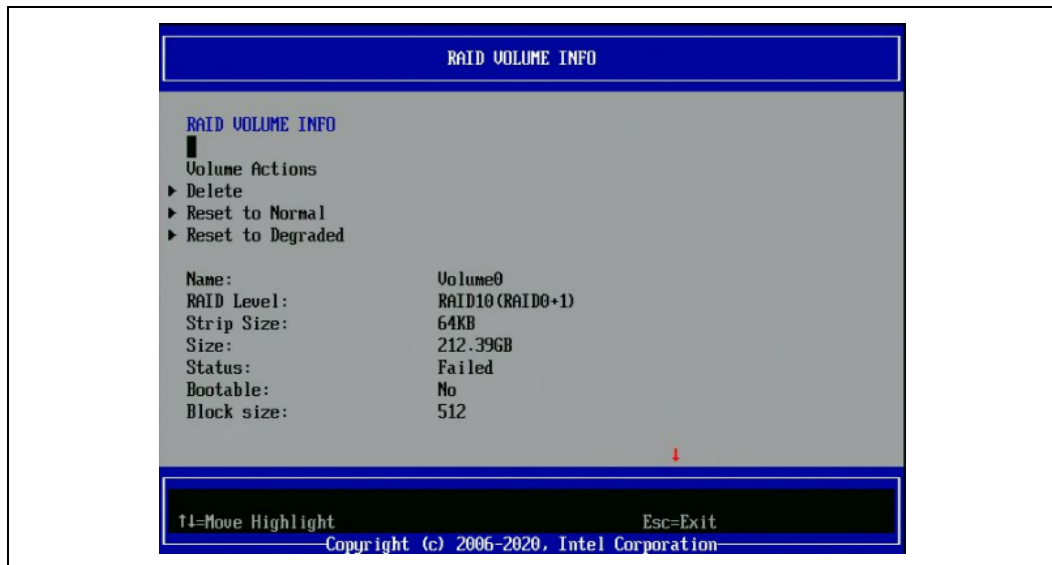 RAID VOLUME INFO
RAID VOLUME INFO
Volume Actions
Delete
Reset to Normal
Reset to Degraded
Name: Volume0
RAID Level: RAID10(RAID0+1)
Strip Size: 64KB
Size: 212.39GB
Status: Failed
Bootable: No
Block size: 512
↑↓=Move Highlight Esc=Exit
Copyright (c) 2006-2020, Intel Corporation